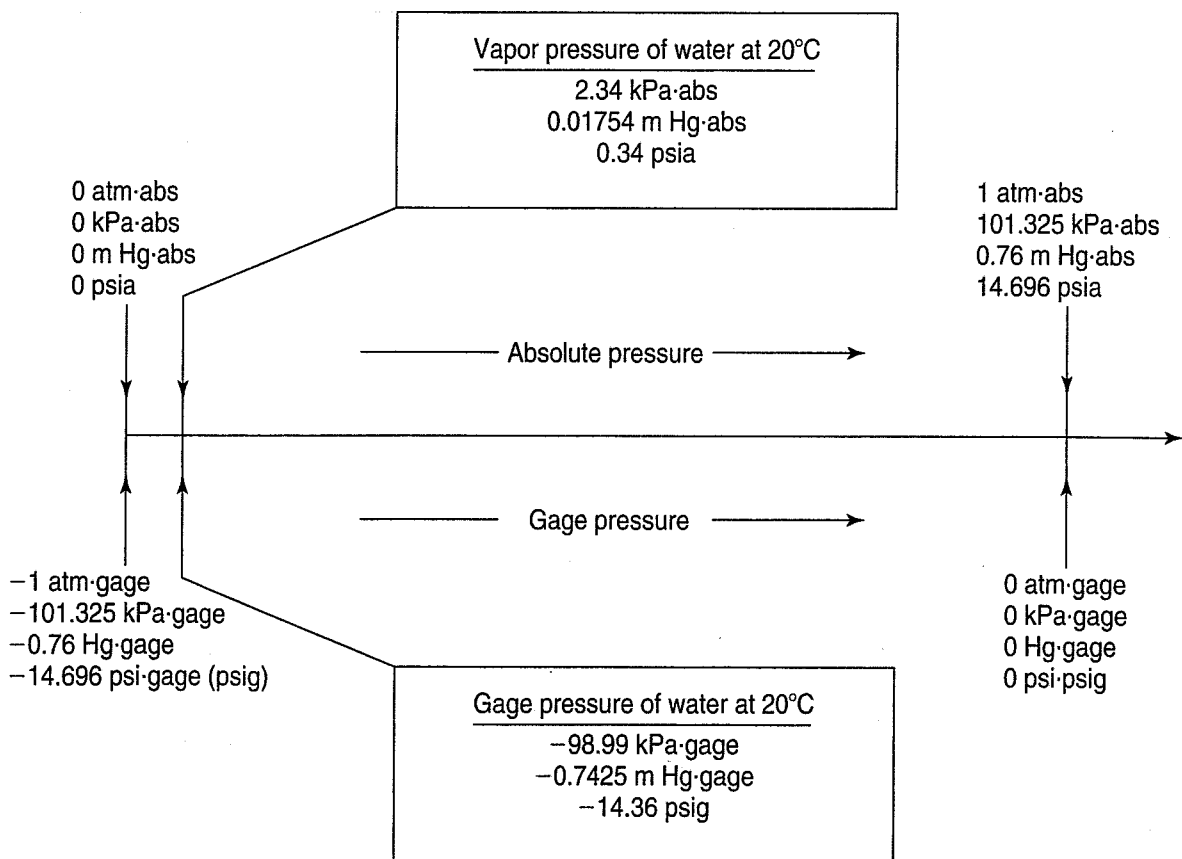 Vapor pressure of water at 20°C
2.34 kPa·abs
0.01754 m Hg·abs
0.34 psia
0 atm·abs
0 kPa·abs
0 m Hg·abs
0 psia
1 atm·abs
101.325 kPa·abs
0.76 m Hg·abs
14.696 psia
Absolute pressure
Gage pressure
−1 atm·gage
−101.325 kPa·gage
−0.76 Hg·gage
−14.696 psi·gage (psig)
0 atm·gage
0 kPa·gage
0 Hg·gage
0 psi·psig
Gage pressure of water at 20°C
−98.99 kPa·gage
−0.7425 m Hg·gage
−14.36 psig